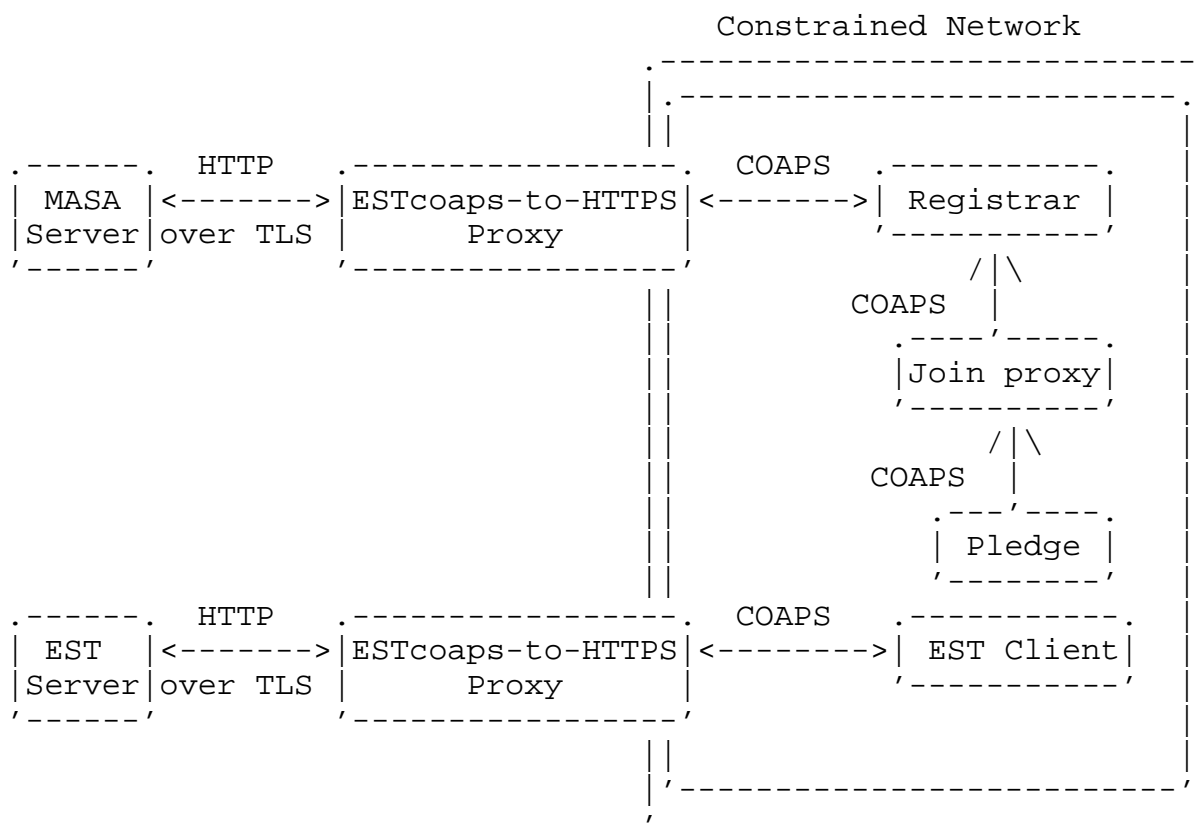 Constrained Network
HTTP COAPS
MASA <-------> ESTcoaps-to-HTTPS <-------> Registrar
Server over TLS Proxy
COAPS
Join proxy
COAPS
Pledge
HTTP COAPS
EST <-------> ESTcoaps-to-HTTPS <--------> EST Client
Server over TLS Proxy